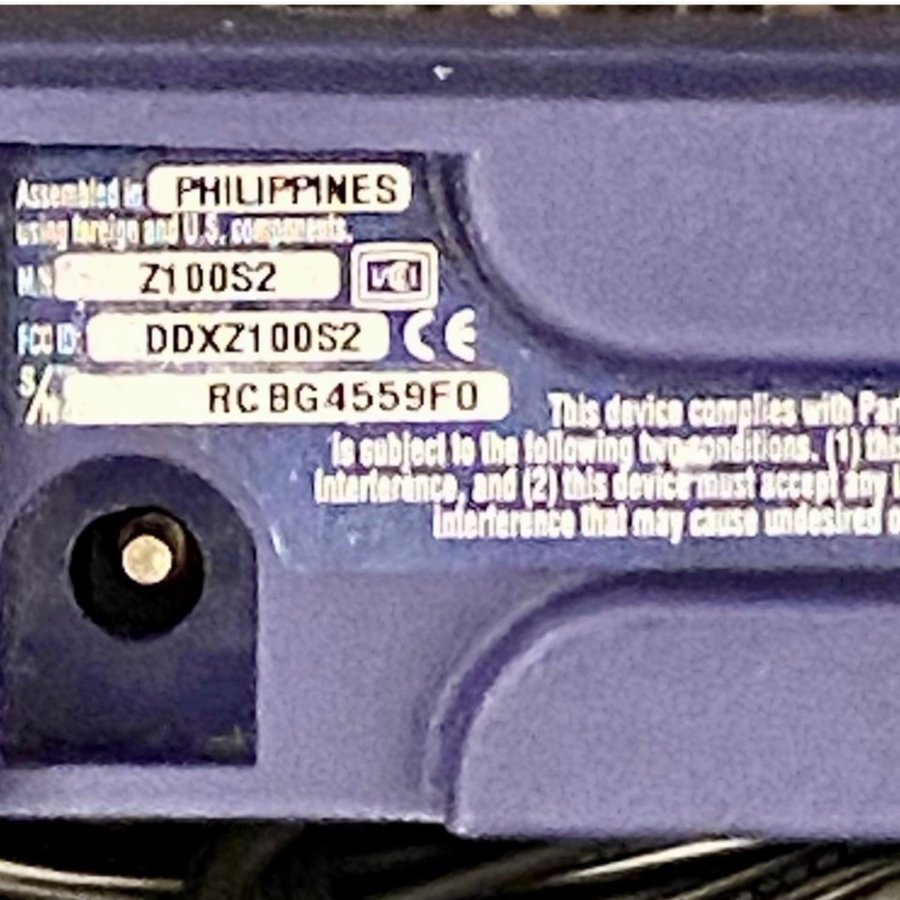 Assembled in PHILIPPINES
using foreign and U.S. components.
M.S Z100S2
FCC ID: DDXZ100S2 CE
S/N RCBG4559F0
This device complies with Par
is subject to the following two conditions. (1) this
interference, and (2) this device must accept any i
interference that may cause undesired o